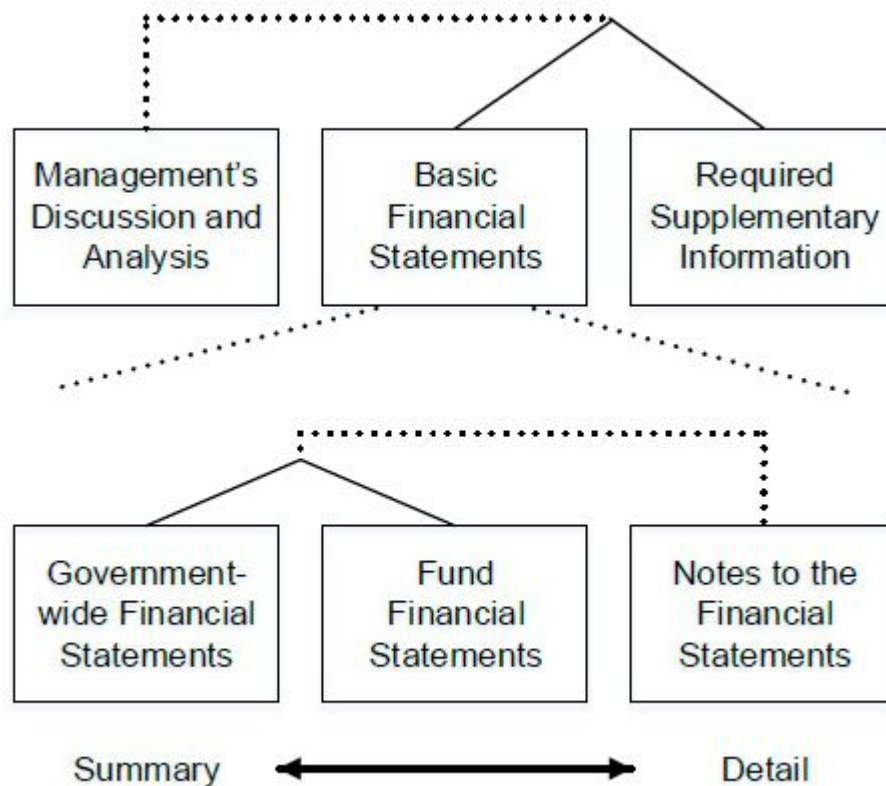 Management's
Discussion and
Analysis
Basic
Financial
Statements
Required
Supplementary
Information
Government-
wide Financial
Statements
Fund
Financial
Statements
Notes to the
Financial
Statements
Summary
Detail